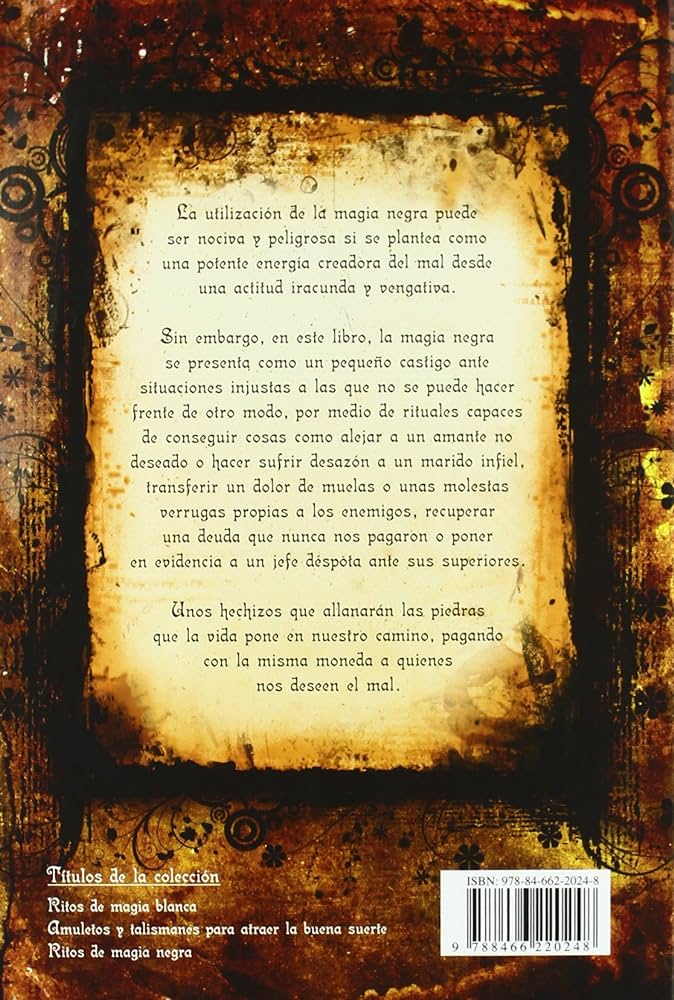 La utilización de la magia negra puede
ser nociva y peligrosa si se plantea como
una potente energía creadora del mal desde
una actitud iracunda y vengativa.
Sin embargo, en este libro, la magia negra
se presenta como un pequeño castigo ante
situaciones injustas a las que no se puede hacer
frente de otro modo, por medio de rituales capaces
de conseguir cosas como alejar a un amante no
deseado o hacer sufrir desazón a un marido infiel,
transferir un dolor de muelas o unas molestas
verrugas propias a los enemigos, recuperar
una deuda que nunca nos pagaron o poner
en evidencia a un jefe déspóta ante sus superiores.
Unos hechizos que allanarán las piedras
que la vida pone en nuestro camino, pagando
con la misma moneda a quienes
nos deseen el mal.
Títulos de la colección
Ritos de magia blanca
Amuletos y talismanes para atraer la buena suerte
Ritos de magia negra
ISBN: 978-84-662-2024-8
9 788466 220248